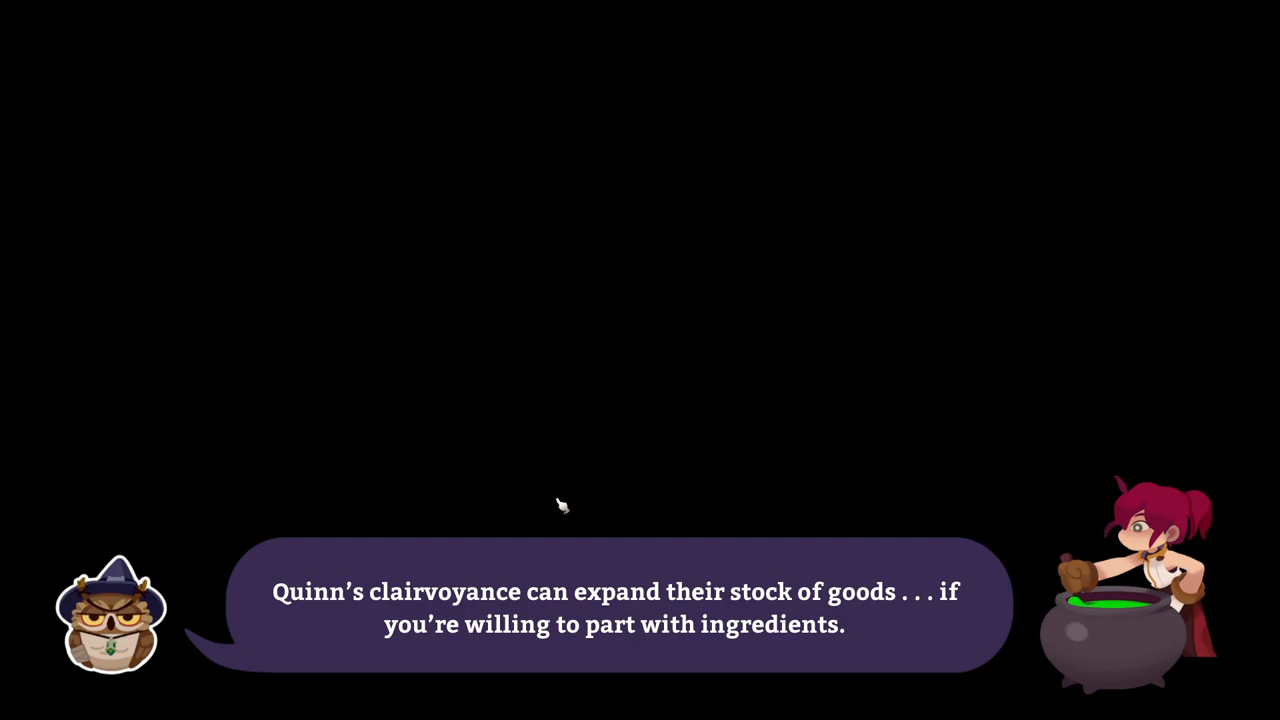 Quinn’s clairvoyance can expand their stock of goods . . . if
you’re willing to part with ingredients.